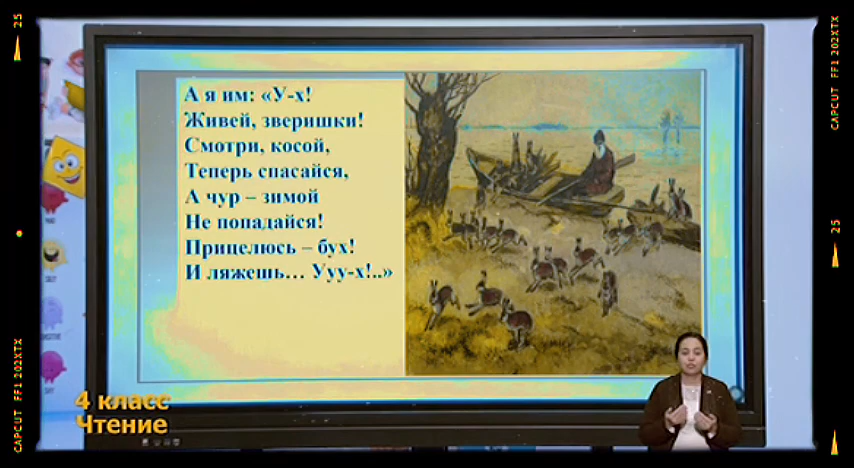 А я им: «У-х!
Живей, зверишки!
Смотри, косой,
Теперь спасайся,
А чур – зимой
Не попадайся!
Прицелюсь – бух!
И ляжешь… Ууу-х!..»
4 класс
Чтение
25
CAPCUT FF1 202XTX
CAPCUT FF1 202XTX
25